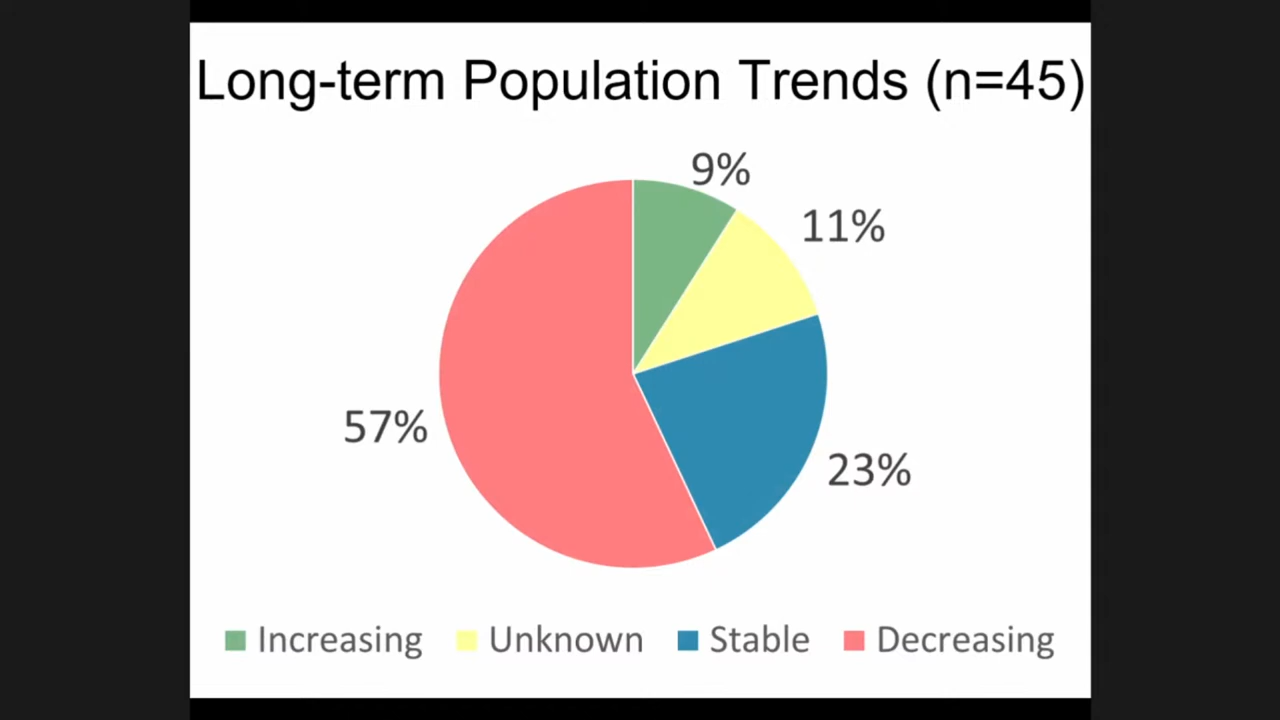 Long-term Population Trends (n=45)
9%
11%
57%
23%
Increasing Unknown Stable Decreasing